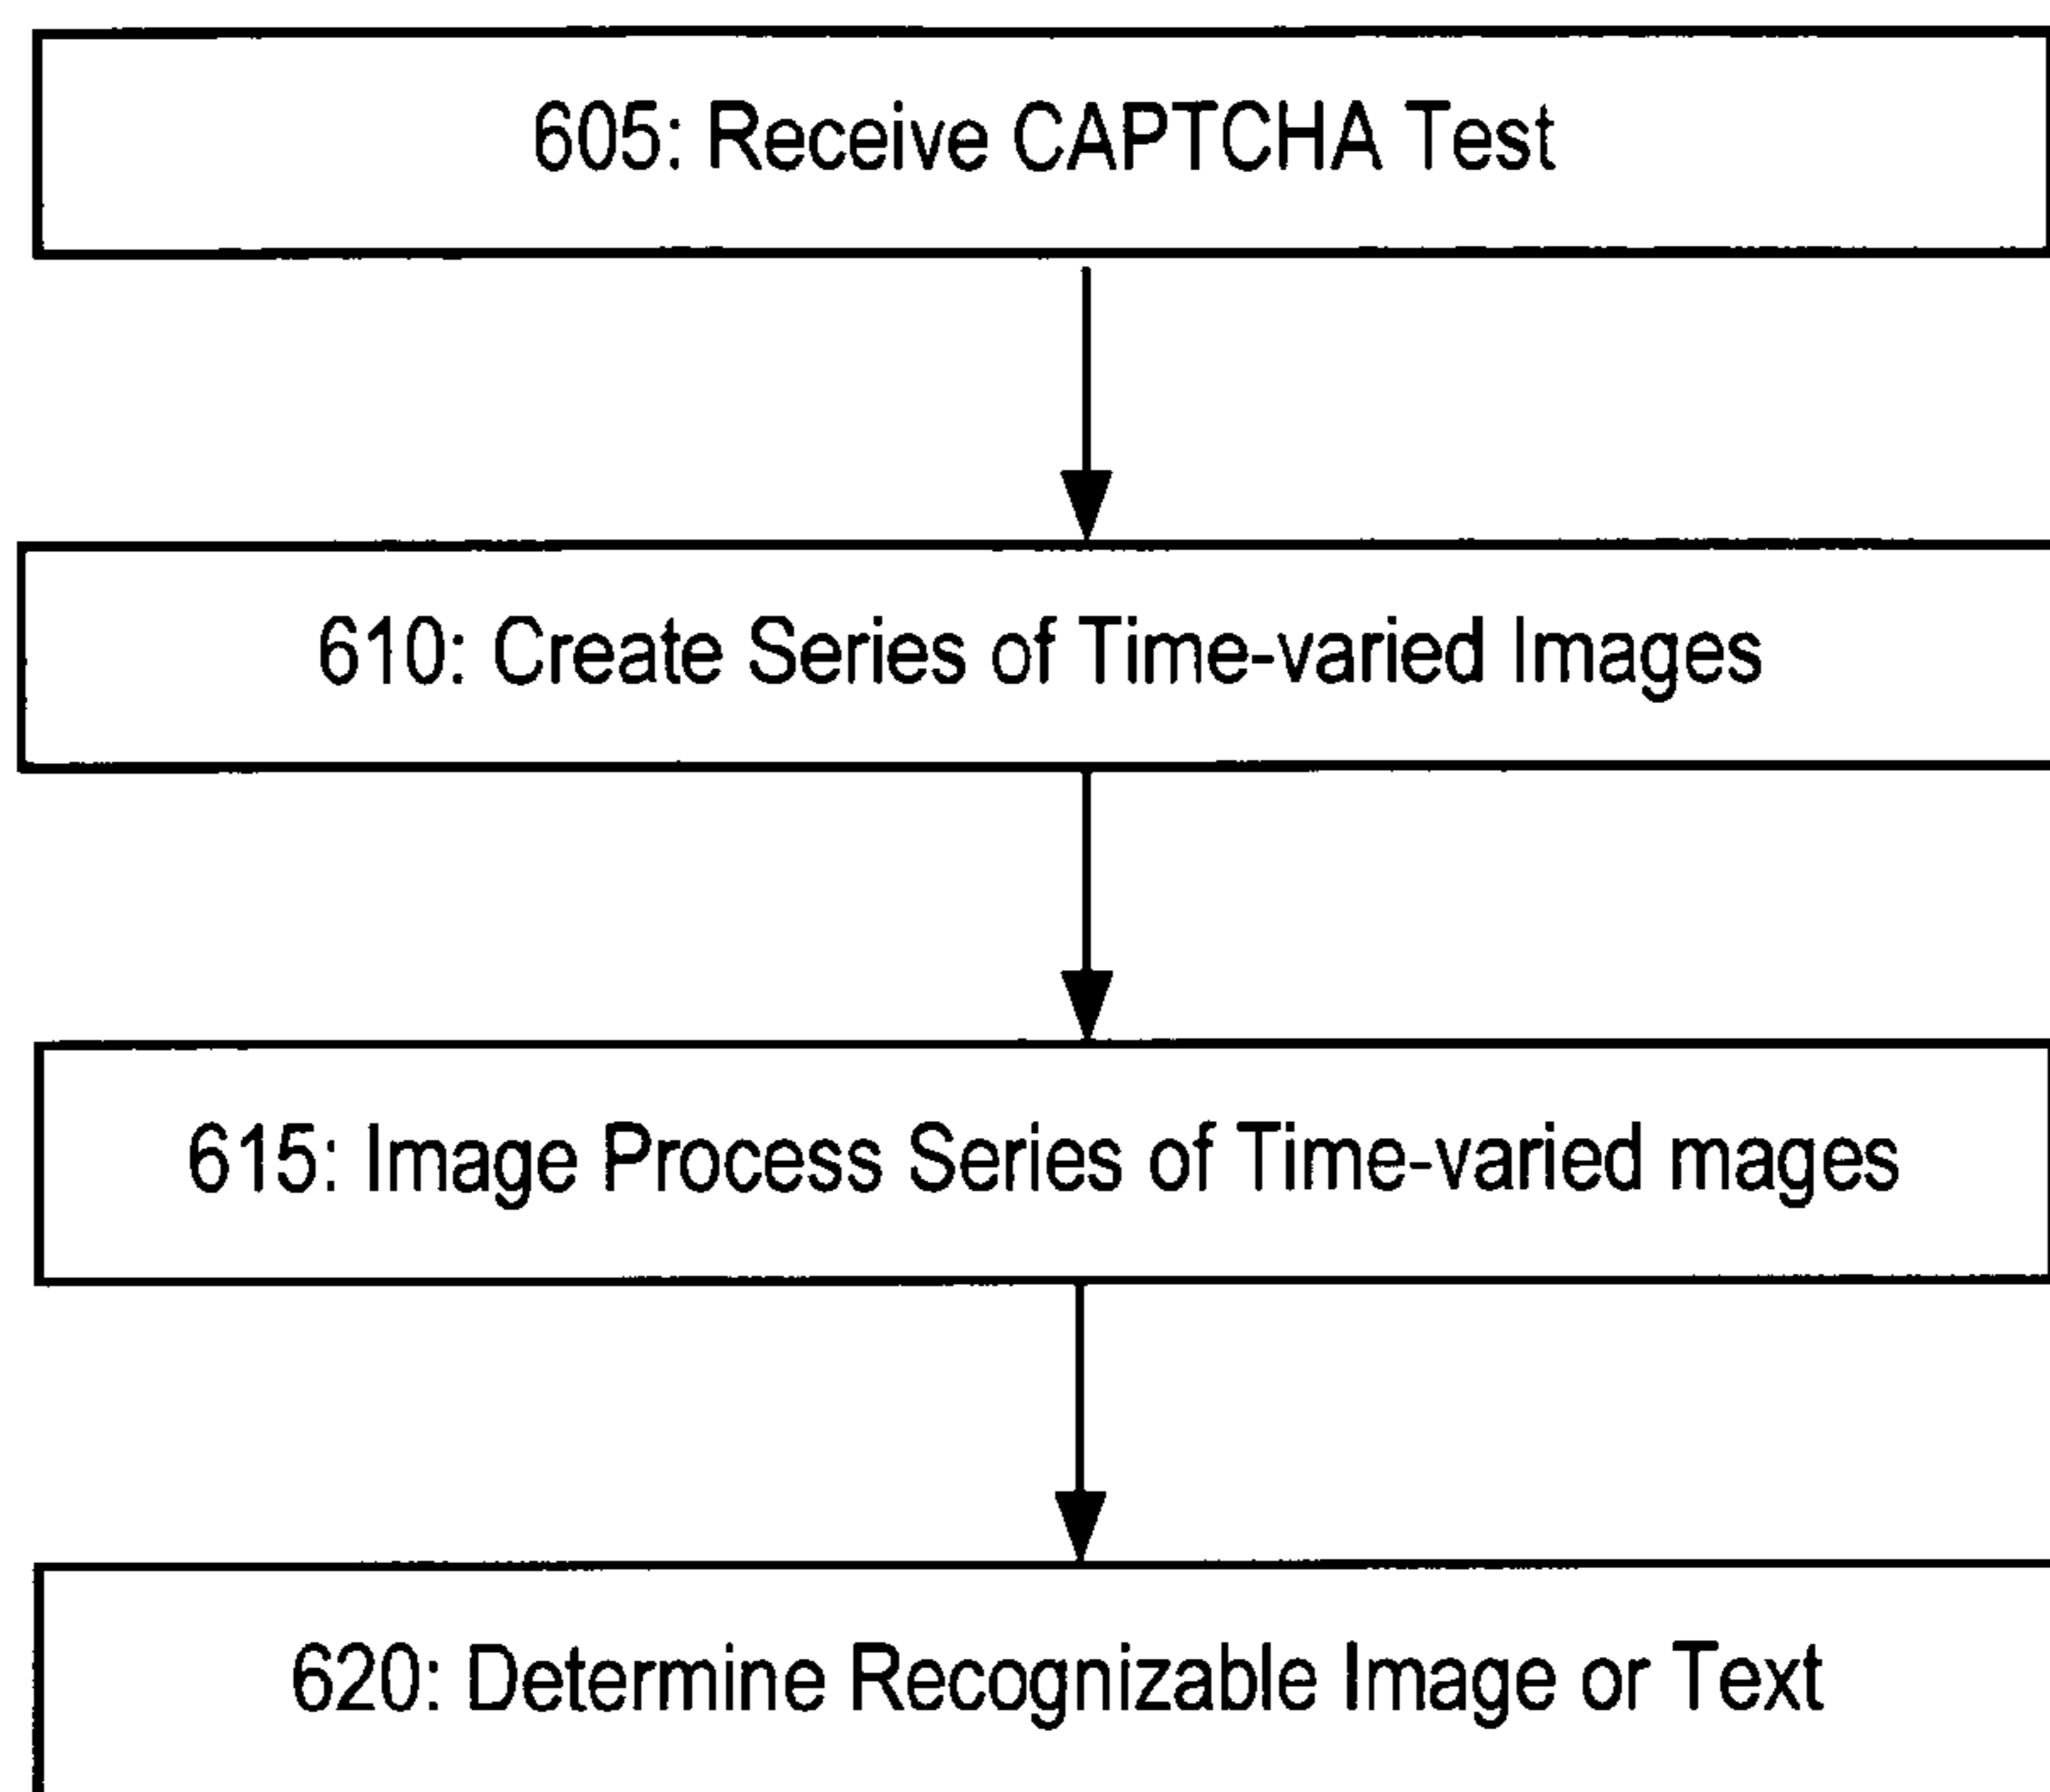 605: Receive CAPTCHA Test
610: Create Series of Time-varied Images
615: Image Process Series of Time-varied mages
620: Determine Recognizable Image or Text